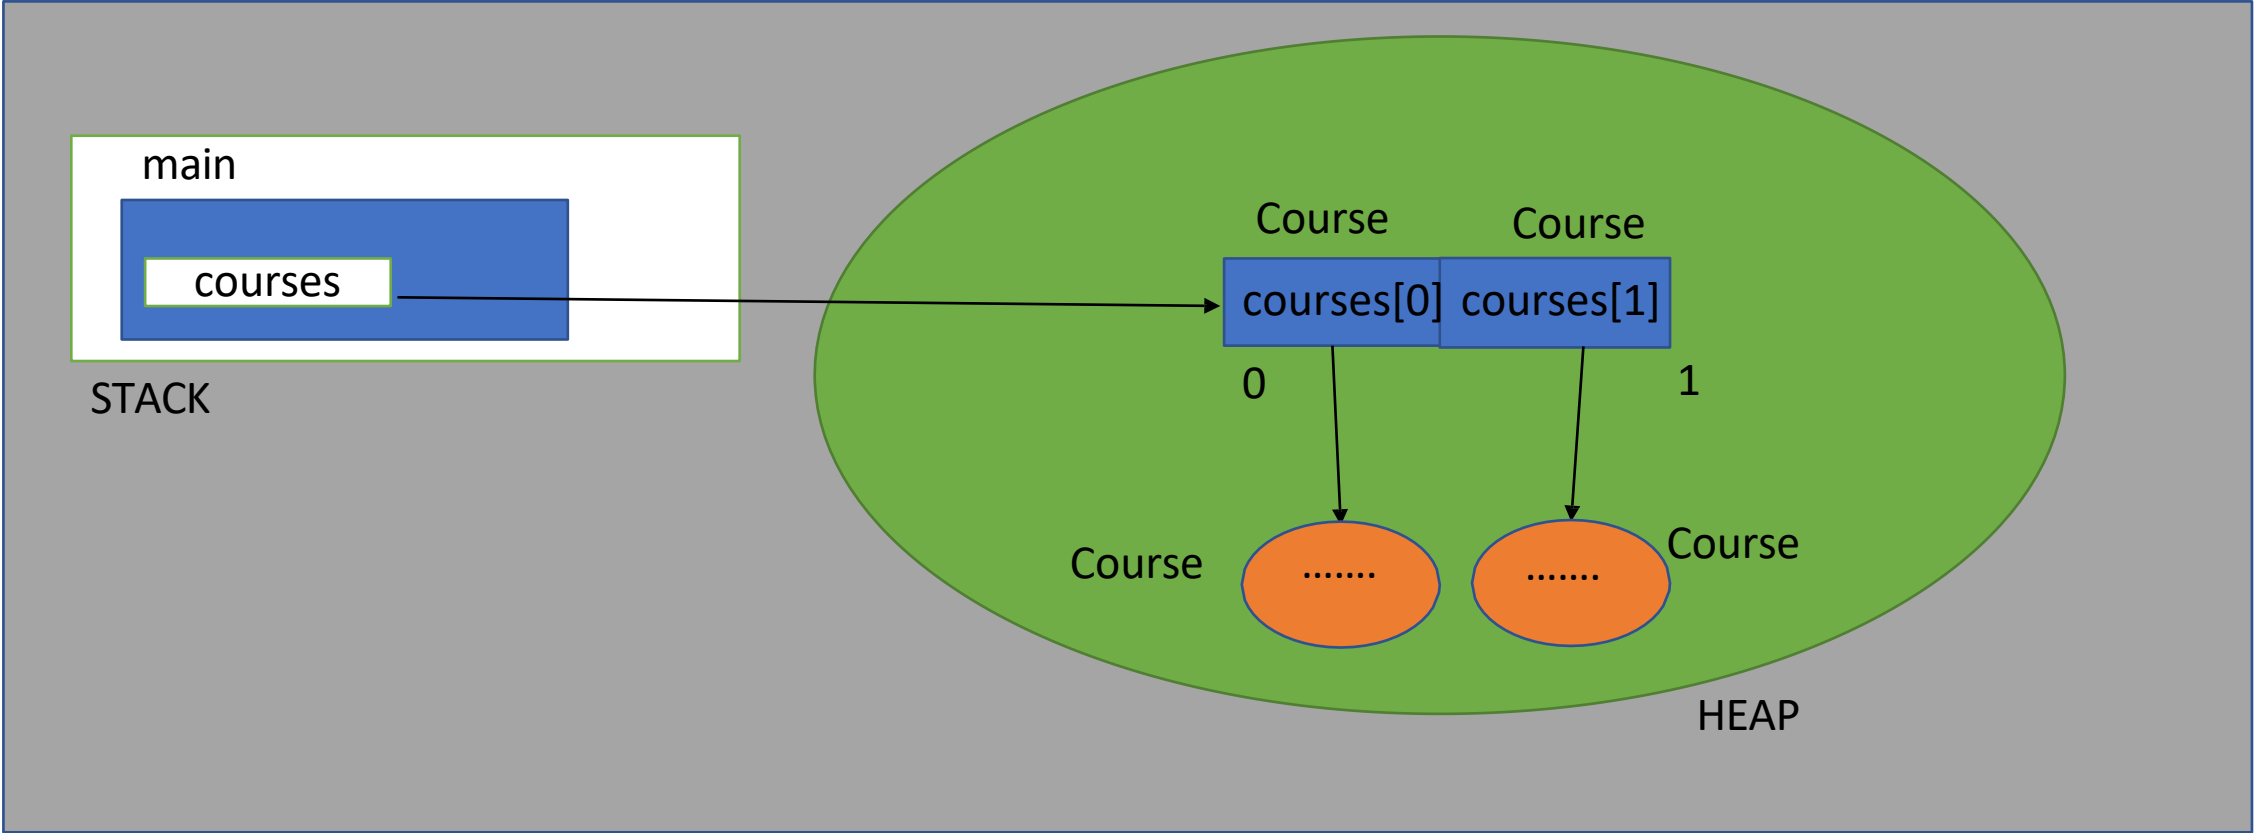 main
courses
STACK
Course
Course
courses[0]
courses[1]
0
1
Course
.......
.......
Course
HEAP